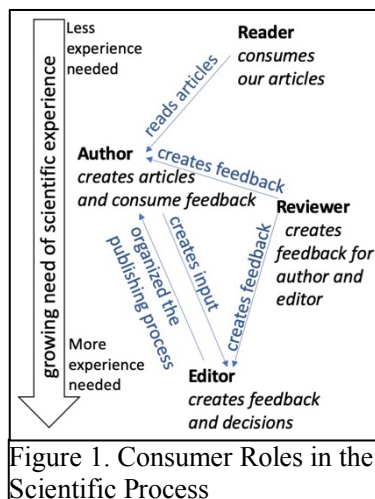 Less
experience
needed
Reader
consumes
our articles
reads articles
growing need of scientific experience
Author
creates articles
and consume feedback
creates feedback
Reviewer
creates
feedback for
author and
editor
creates input
organized the
publishing process
creates feedback
More
experience
needed
Editor
creates feedback
and decisions
Figure 1. Consumer Roles in the
Scientific Process